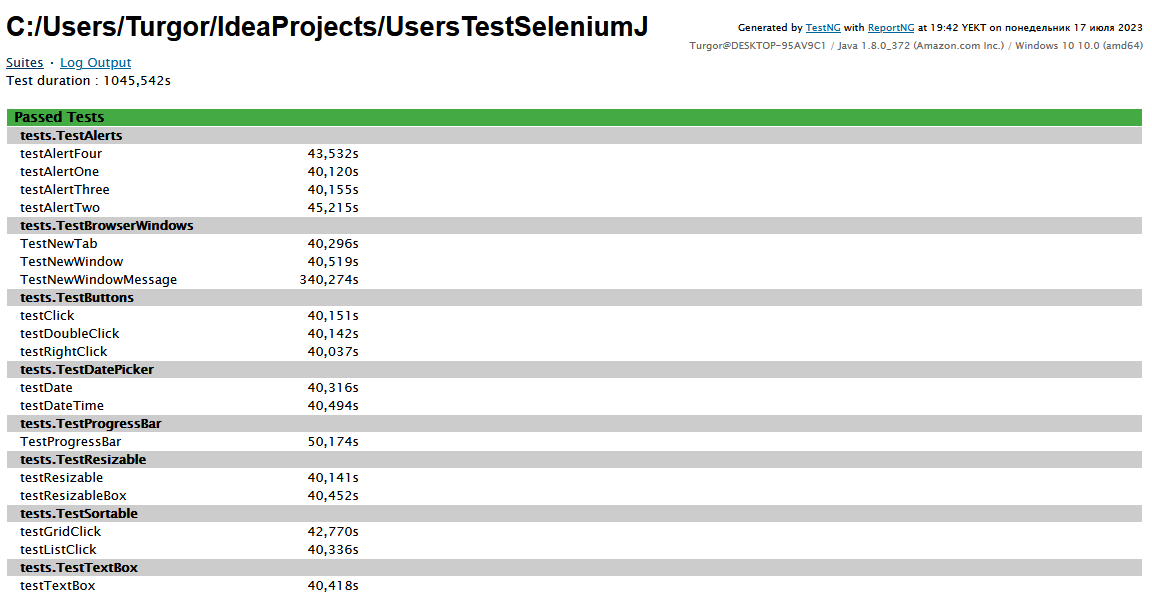 C:/Users/Turgor/IdeaProjects/UsersTestSeleniumJ
Generated by TestNG with ReportNG at 19:42 YEKT on понедельник 17 июля 2023
Turgor@DESKTOP-95AV9C1 / Java 1.8.0_372 (Amazon.com Inc.) / Windows 10 10.0 (amd64)
Suites · Log Output
Test duration : 1045,542s
Passed Tests
tests.TestAlerts
testAlertFour 43,532s
testAlertOne 40,120s
testAlertThree 40,155s
testAlertTwo 45,215s
tests.TestBrowserWindows
TestNewTab 40,296s
TestNewWindow 40,519s
TestNewWindowMessage 340,274s
tests.TestButtons
testClick 40,151s
testDoubleClick 40,142s
testRightClick 40,037s
tests.TestDatePicker
testDate 40,316s
testDateTime 40,494s
tests.TestProgressBar
TestProgressBar 50,174s
tests.TestResizable
testResizable 40,141s
testResizableBox 40,452s
tests.TestSortable
testGridClick 42,770s
testListClick 40,336s
tests.TestTextBox
testTextBox 40,418s